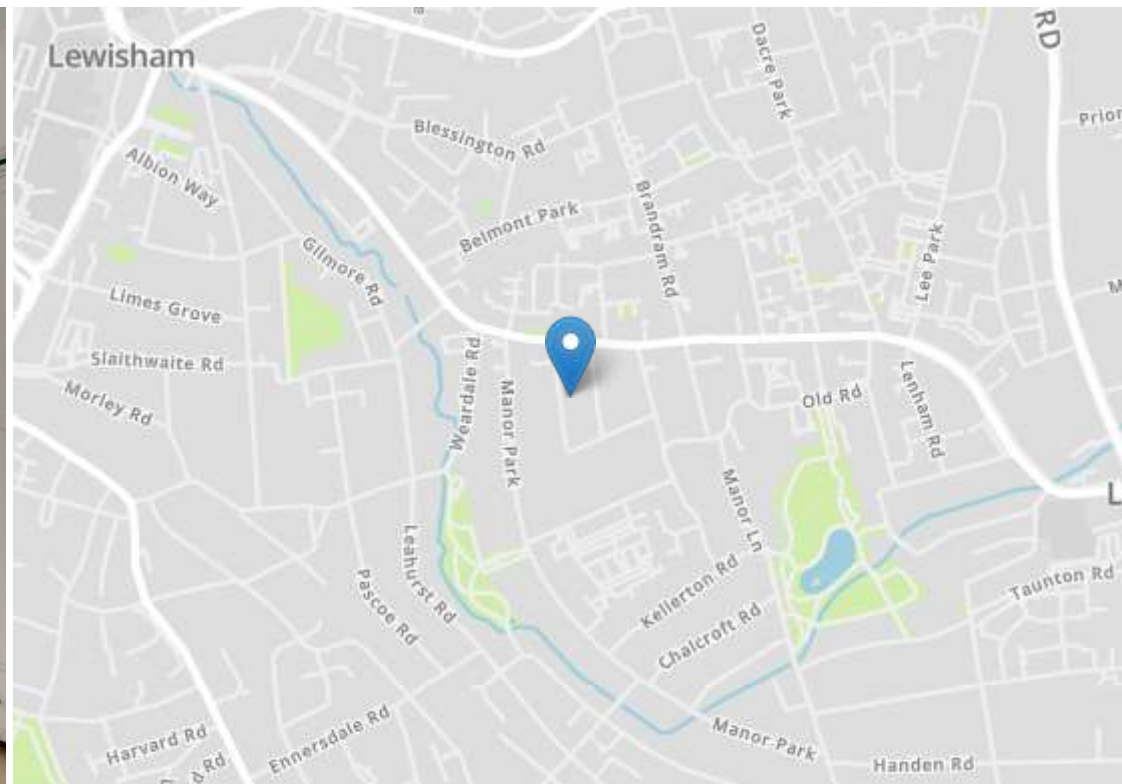 RD
Lewisham
Dacre Park
Prior
Blessington Rd
Albion Way
Brandram Rd
Belmont Park
Gilmore Rd
Lee Park
M
Limes Grove
Slaithwaite Rd
Weardale Rd
Manor Park
Old Rd
Lenham Rd
Morley Rd
Manor Ln
L
Leahurst Rd
Pascoe Rd
Kellerton Rd
Taunton Rd
Chalcroft Rd
Manor Park
Ennersdale Rd
Harvard Rd
d Rd
Handen Rd